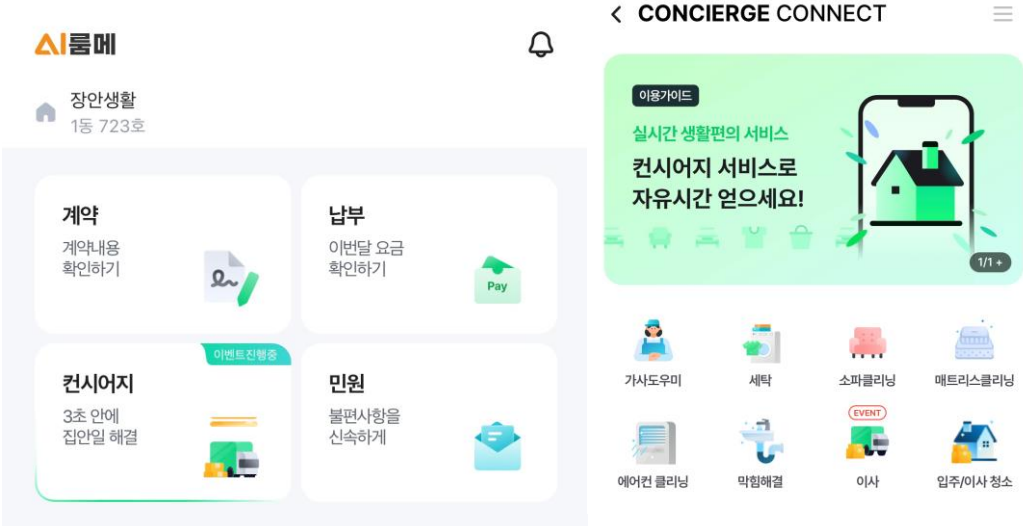 AI룸메
장안생활
1동 723호
계약
계약내용
확인하기
납부
이번달 요금
확인하기
Pay
이벤트진행중
컨시어지
3초 안에
집안일 해결
민원
불편사항을
신속하게
CONCIERGE CONNECT
이용가이드
실시간 생활편의 서비스
컨시어지 서비스로
자유시간 얻으세요!
1/1 +
가사도우미
세탁
소파클리닝
매트리스클리닝
EVENT
에어컨 클리닝
막힘해결
이사
입주/이사 청소